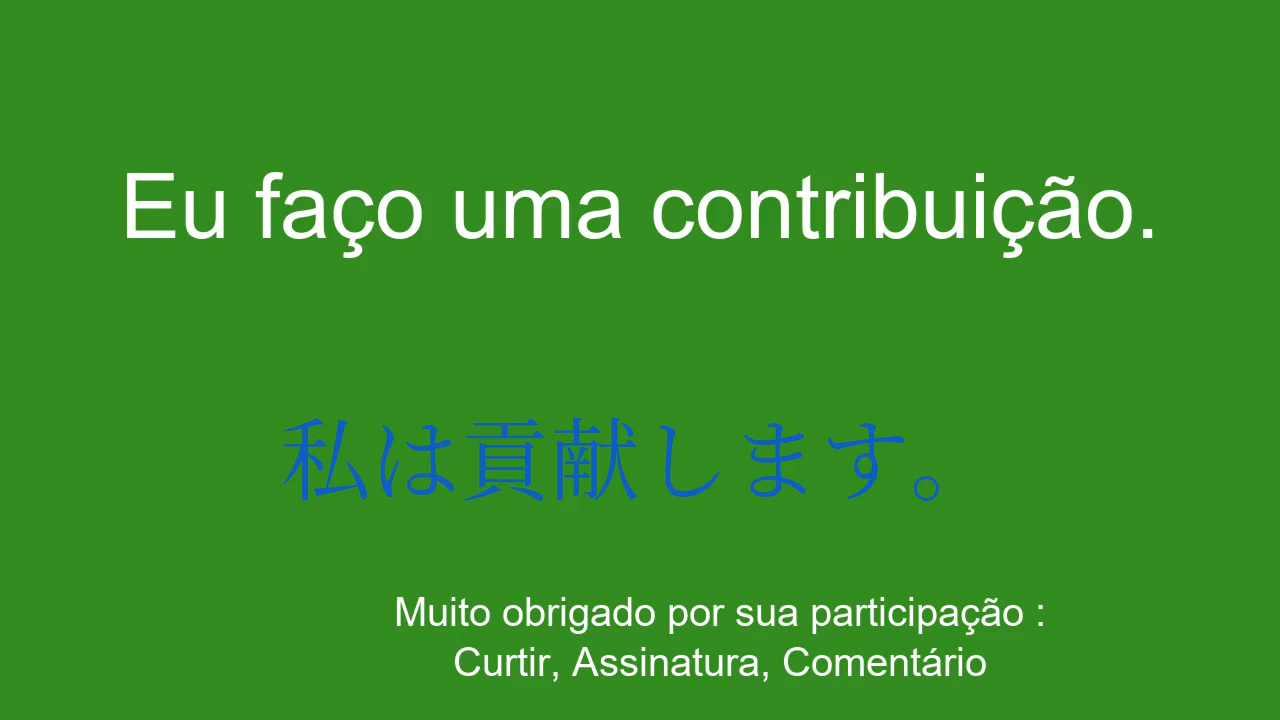 Eu faço uma contribuição.
私は貢献します。
Muito obrigado por sua participação :
Curtir, Assinatura, Comentário